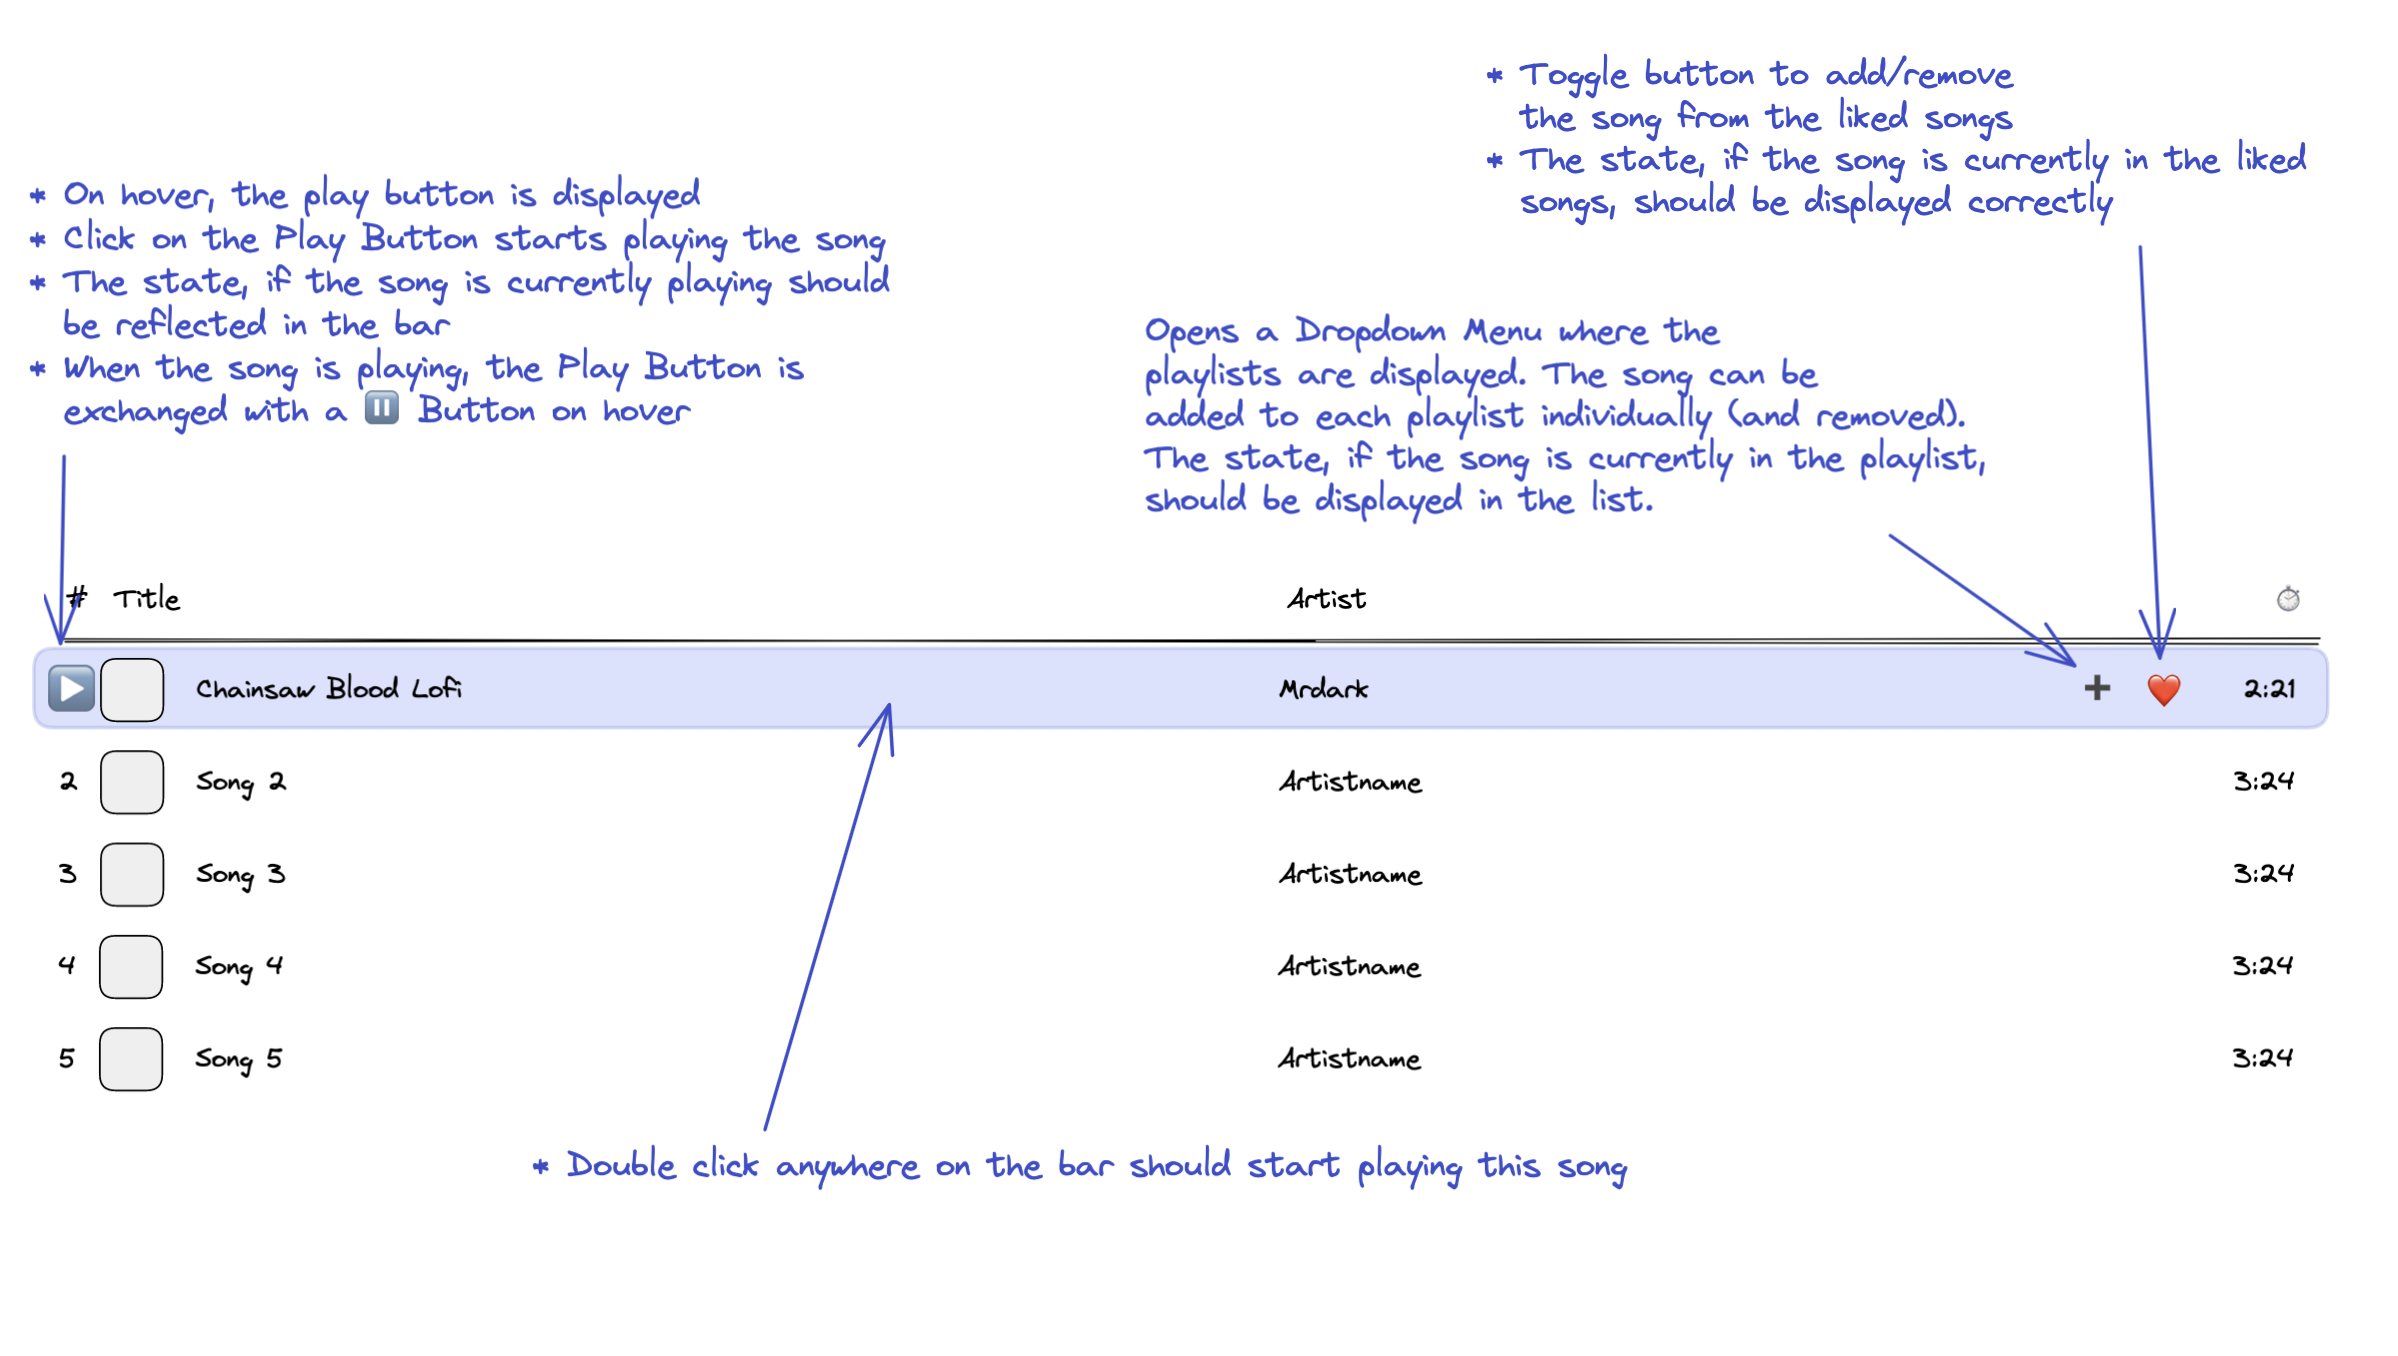 * Toggle button to add/remove
the song from the liked songs
* The state, if the song is currently in the liked
songs, should be displayed correctly
* On hover, the play button is displayed
* Click on the Play Button starts playing the song
* The state, if the song is currently playing should
be reflected in the bar
* When the song is playing, the Play Button is
exchanged with a ⏸️ Button on hover
Opens a Dropdown Menu where the
playlists are displayed. The song can be
added to each playlist individually (and removed).
The state, if the song is currently in the playlist,
should be displayed in the list.
# Title Artist ⏱️
▶️ Chainsaw Blood Lofi Mrdark ➕ ❤️ 2:21
2 Song 2 Artistname 3:24
3 Song 3 Artistname 3:24
4 Song 4 Artistname 3:24
5 Song 5 Artistname 3:24
* Double click anywhere on the bar should start playing this song